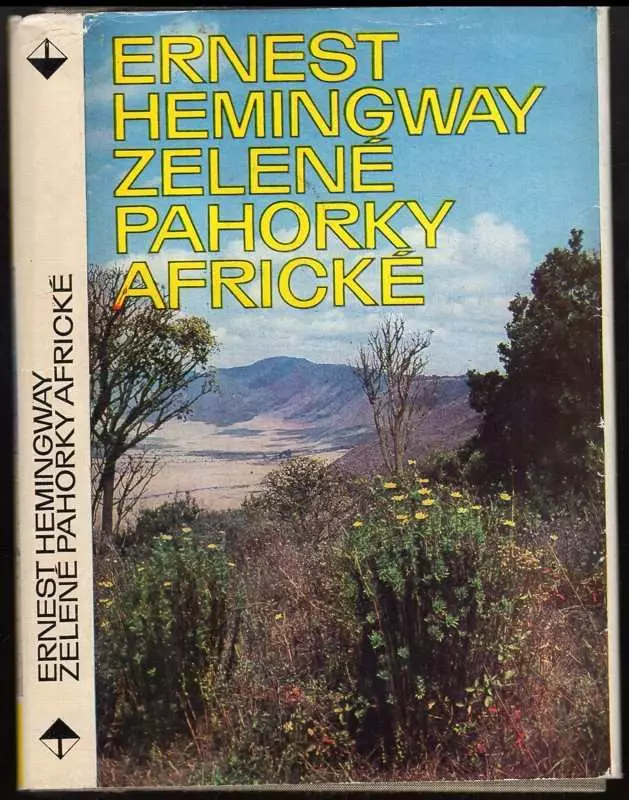 ERNEST
HEMINGWAY
ZELENÉ
PAHORKY
AFRICKÉ
ERNEST HEMINGWAY
ZELENÉ PAHORKY AFRICKÉ